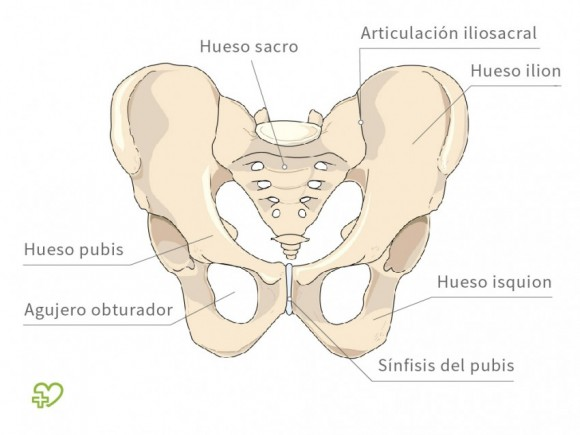 Articulación iliosacral
Hueso sacro
Hueso ilion
Hueso pubis
Hueso isquion
Agujero obturador
Sínfisis del pubis